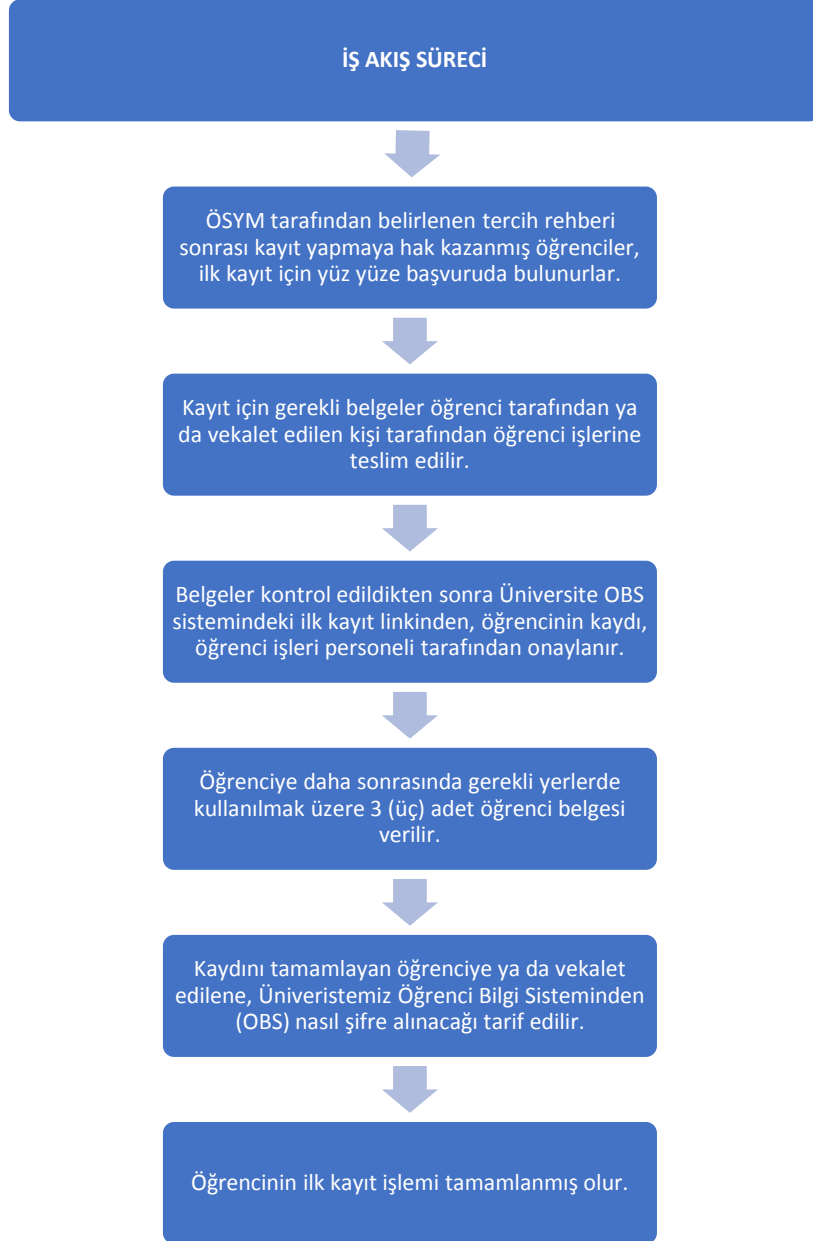 İŞ AKIŞ SÜRECİ
ÖSYM tarafından belirlenen tercih rehberi
sonrası kayıt yapmaya hak kazanmış öğrenciler,
ilk kayıt için yüz yüze başvuruda bulunurlar.
Kayıt için gerekli belgeler öğrenci tarafından ya
da vekalet edilen kişi tarafından öğrenci işlerine
teslim edilir.
Belgeler kontrol edildikten sonra Üniversite OBS
sistemindeki ilk kayıt linkinden, öğrencinin kaydı,
öğrenci işleri personeli tarafından onaylanır.
Öğrenciye daha sonrasında gerekli yerlerde
kullanılmak üzere 3 (üç) adet öğrenci belgesi
verilir.
Kaydını tamamlayan öğrenciye ya da vekalet
edilene, Üniveristemiz Öğrenci Bilgi Sisteminden
(OBS) nasıl şifre alınacağı tarif edilir.
Öğrencinin ilk kayıt işlemi tamamlanmış olur.